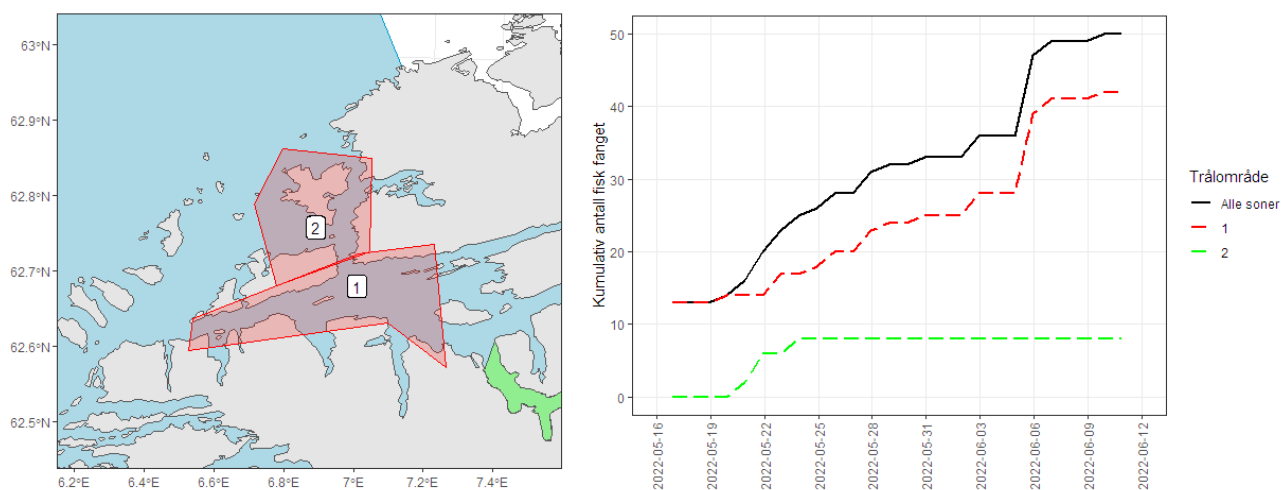 63°N
62.9°N
62.8°N
62.7°N
62.6°N
62.5°N
6.2°E
6.4°E
6.6°E
6.8°E
7°E
7.2°E
7.4°E
2
1
Kumulativ antall fisk fanget
50
40
30
20
10
0
2022-05-16
2022-05-19
2022-05-22
2022-05-25
2022-05-28
2022-05-31
2022-06-03
2022-06-06
2022-06-09
2022-06-12
Trålområde
Alle soner
1
2